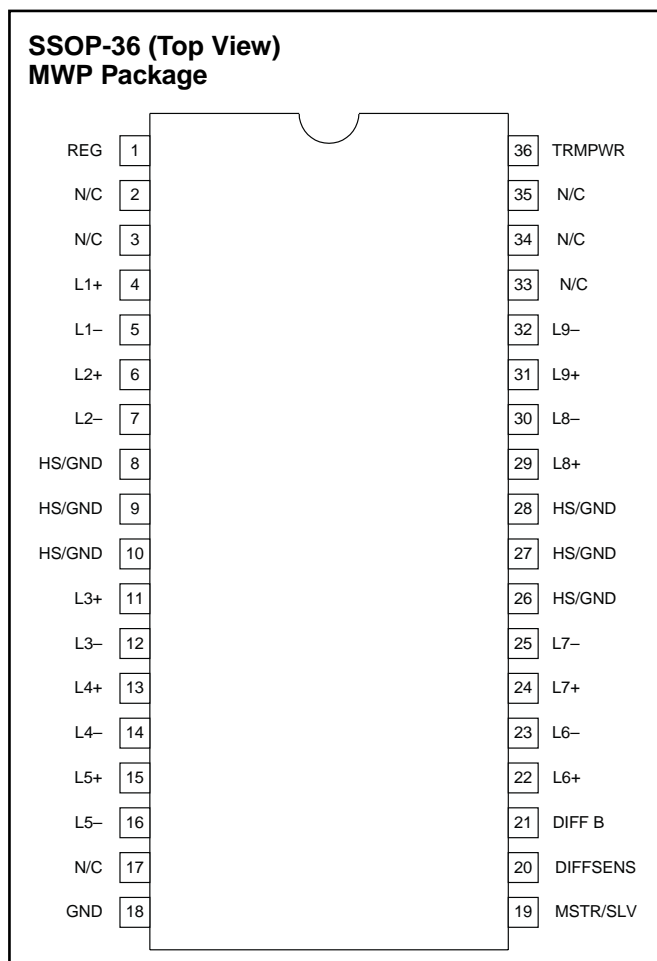 SSOP-36 (Top View)
MWP Package
REG 1 36 TRMPWR
N/C 2 35 N/C
N/C 3 34 N/C
L1+ 4 33 N/C
L1– 5 32 L9–
L2+ 6 31 L9+
L2– 7 30 L8–
HS/GND 8 29 L8+
HS/GND 9 28 HS/GND
HS/GND 10 27 HS/GND
L3+ 11 26 HS/GND
L3– 12 25 L7–
L4+ 13 24 L7+
L4– 14 23 L6–
L5+ 15 22 L6+
L5– 16 21 DIFF B
N/C 17 20 DIFFSENS
GND 18 19 MSTR/SLV